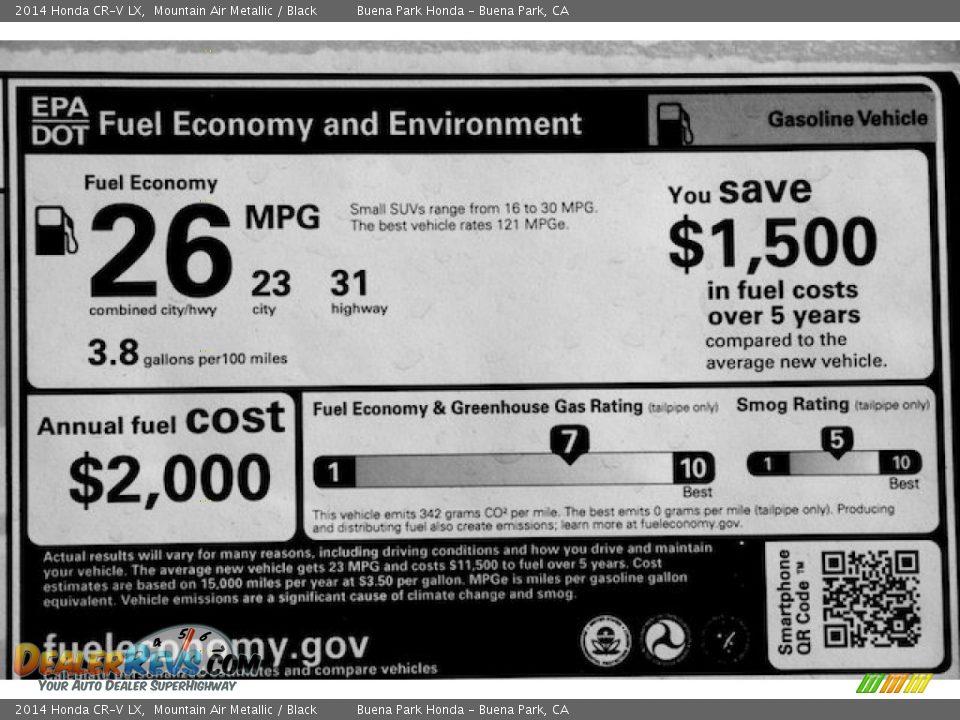 2014 Honda CR-V LX, Mountain Air Metallic / Black Buena Park Honda - Buena Park, CA
EPA
DOT
Fuel Economy and Environment
Gasoline Vehicle
Fuel Economy
26 MPG
combined city/hwy
23
city
31
highway
3.8 gallons per100 miles
Small SUVs range from 16 to 30 MPG.
The best vehicle rates 121 MPGe.
You save
$1,500
in fuel costs
over 5 years
compared to the
average new vehicle.
Annual fuel cost
$2,000
Fuel Economy & Greenhouse Gas Rating (tailpipe only)
1 7 10
Best
Smog Rating (tailpipe only)
1 5 10
Best
This vehicle emits 342 grams CO² per mile. The best emits 0 grams per mile (tailpipe only). Producing
and distributing fuel also create emissions; learn more at fueleconomy.gov.
Actual results will vary for many reasons, including driving conditions and how you drive and maintain
your vehicle. The average new vehicle gets 23 MPG and costs $11,500 to fuel over 5 years. Cost
estimates are based on 15,000 miles per year at $3.50 per gallon. MPGe is miles per gasoline gallon
equivalent. Vehicle emissions are a significant cause of climate change and smog.
fueleconomy.gov
and compare vehicles
Smartphone
QR Code ™
4 5 6
DealerRevs.com
Your Auto Dealer SuperHighway
2014 Honda CR-V LX, Mountain Air Metallic / Black Buena Park Honda - Buena Park, CA